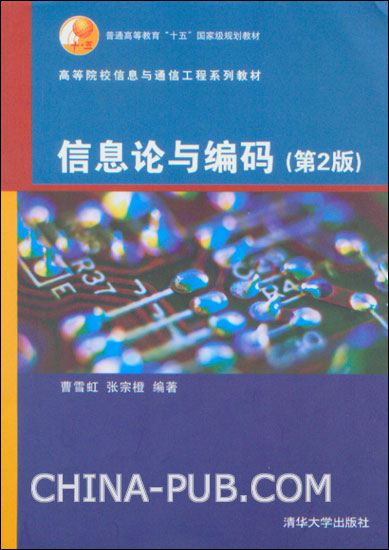 十五
普通高等教育“十五”国家级规划教材
高等院校信息与通信工程系列教材
信息论与编码(第2版)
R37
E
曹雪虹 张宗橙 编著
CHINA-PUB.COM
清华大学出版社